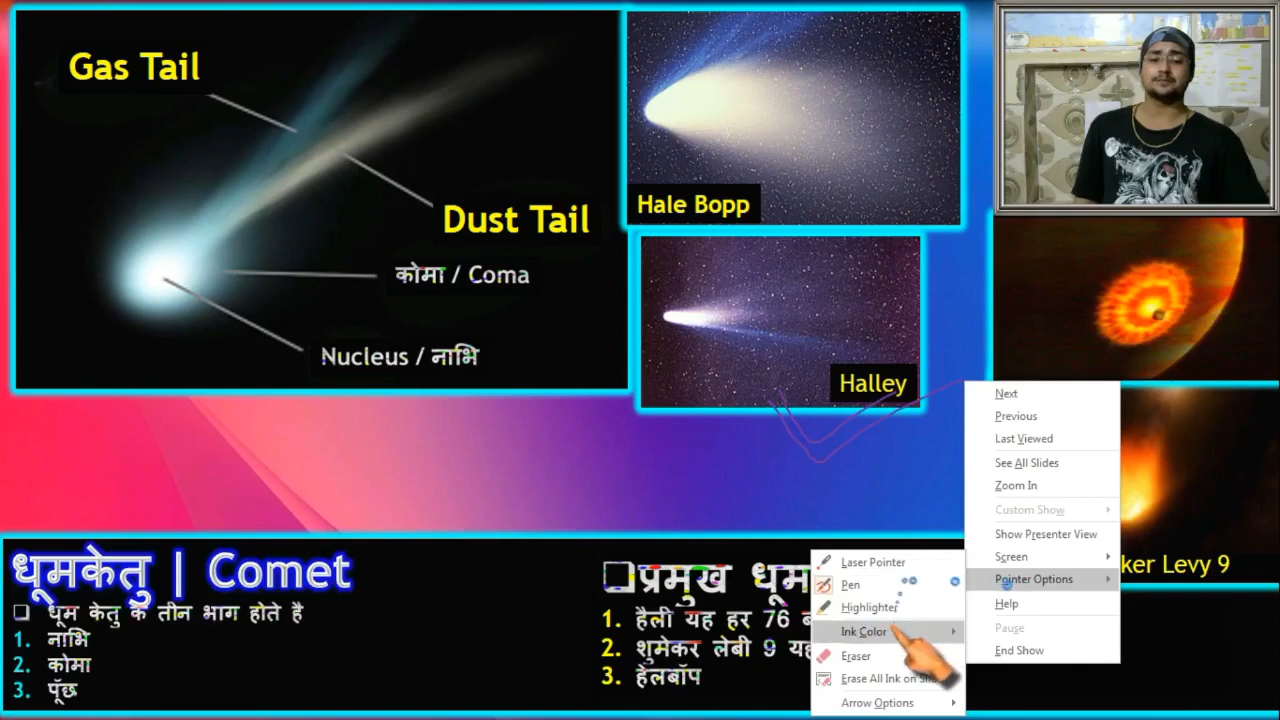 Gas Tail
Dust Tail
कोमा / Coma
Nucleus / नाभि
Hale Bopp
Halley
ker Levy 9
धूमकेतु | Comet
धूम केतु के तीन भाग होते है
1. नाभि
2. कोमा
3. पूँछ
प्रमुख धूम
1. हैली यह हर 76 ब
2. शुमेकर लेबी 9 यह
3. हैलबॉप
Next
Previous
Last Viewed
See All Slides
Zoom In
Custom Show
Show Presenter View
Screen
Pointer Options
Help
Pause
End Show
Laser Pointer
Pen
Highlighter
Ink Color
Eraser
Erase All Ink on
Arrow Options